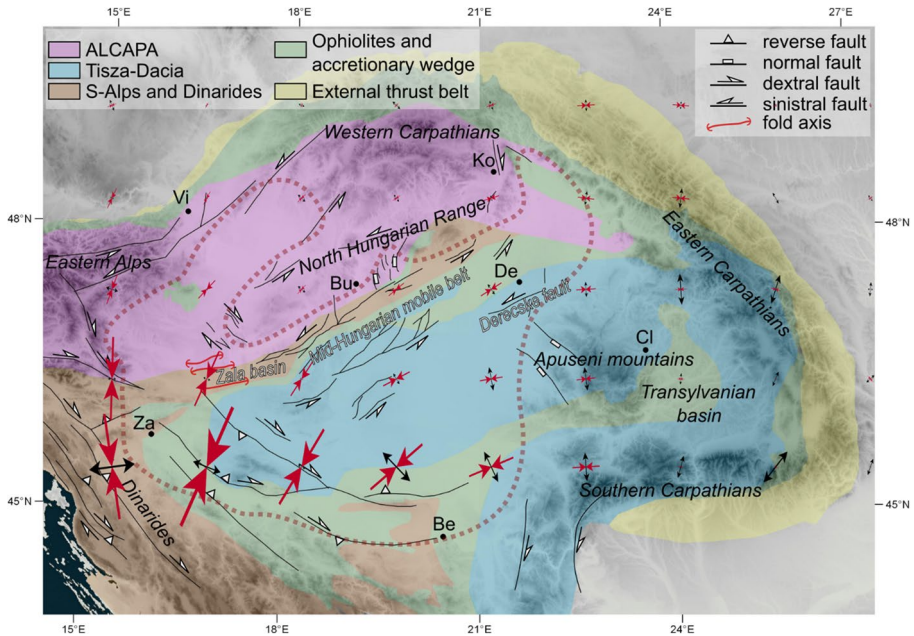 15°E 18°E 21°E 24°E 27°E
ALCAPA
Tisza-Dacia
S-Alps and Dinarides
Ophiolites and
accretionary wedge
External thrust belt
reverse fault
normal fault
dextral fault
sinistral fault
fold axis
Western Carpathians
Ko
Vi
48°N
48°N
North Hungarian Range
Eastern Alps
Eastern Carpathians
Bu
De
Mid-Hungarian mobile belt
Derecske fault
Zala basin
Cl
Apuseni mountains
Transylvanian
basin
Za
45°N
45°N
Dinarides
Southern Carpathians
Be
15°E 18°E 21°E 24°E